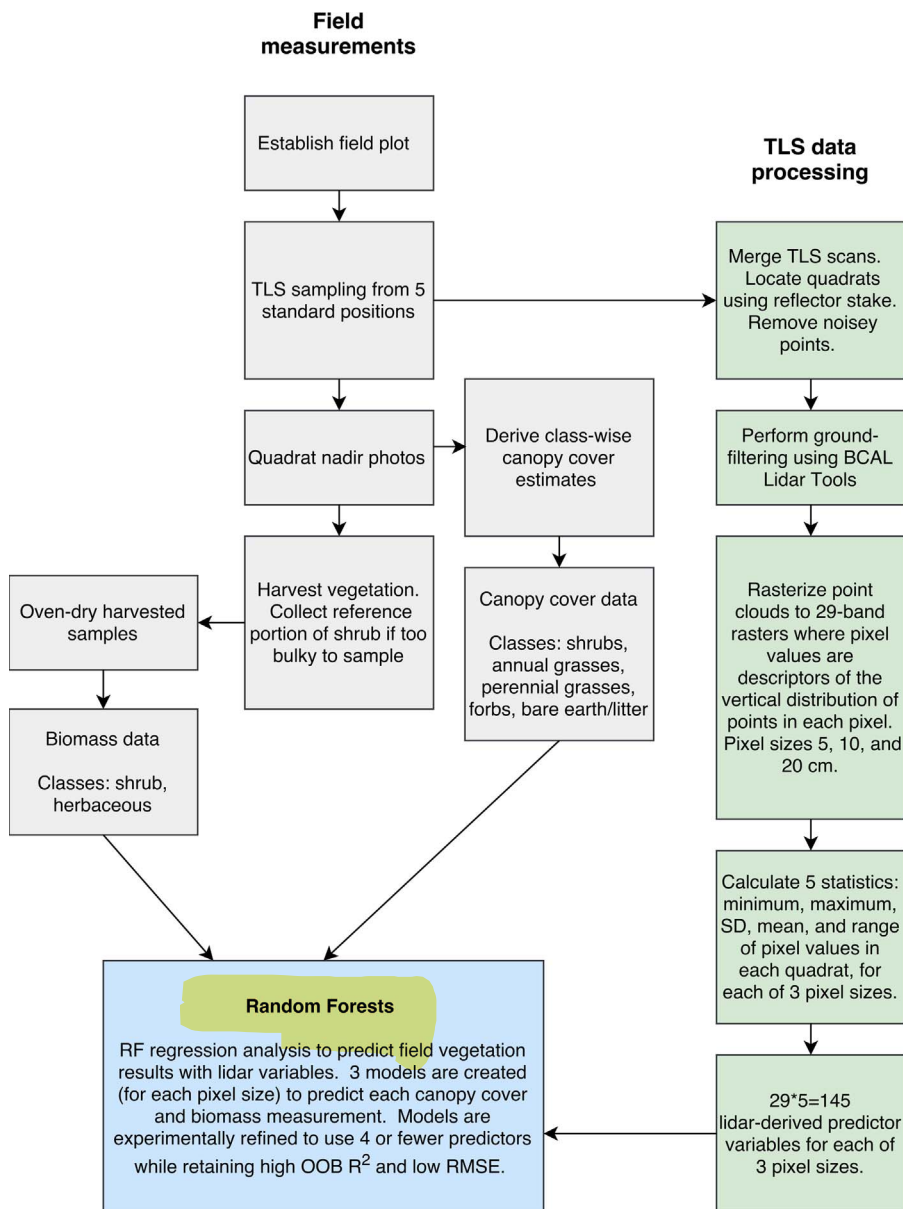 Field
measurements
Establish field plot
TLS sampling from 5
standard positions
Quadrat nadir photos
Derive class-wise
canopy cover
estimates
Harvest vegetation.
Collect reference
portion of shrub if too
bulky to sample
Oven-dry harvested
samples
Canopy cover data
Classes: shrubs,
annual grasses,
perennial grasses,
forbs, bare earth/litter
Biomass data
Classes: shrub,
herbaceous
TLS data
processing
Merge TLS scans.
Locate quadrats
using reflector stake.
Remove noisey
points.
Perform ground-
filtering using BCAL
Lidar Tools
Rasterize point
clouds to 29-band
rasters where pixel
values are
descriptors of the
vertical distribution of
points in each pixel.
Pixel sizes 5, 10, and
20 cm.
Calculate 5 statistics:
minimum, maximum,
SD, mean, and range
of pixel values in
each quadrat, for
each of 3 pixel sizes.
29*5=145
lidar-derived predictor
variables for each of
3 pixel sizes.
Random Forests
RF regression analysis to predict field vegetation
results with lidar variables. 3 models are created
(for each pixel size) to predict each canopy cover
and biomass measurement. Models are
experimentally refined to use 4 or fewer predictors
while retaining high OOB R² and low RMSE.